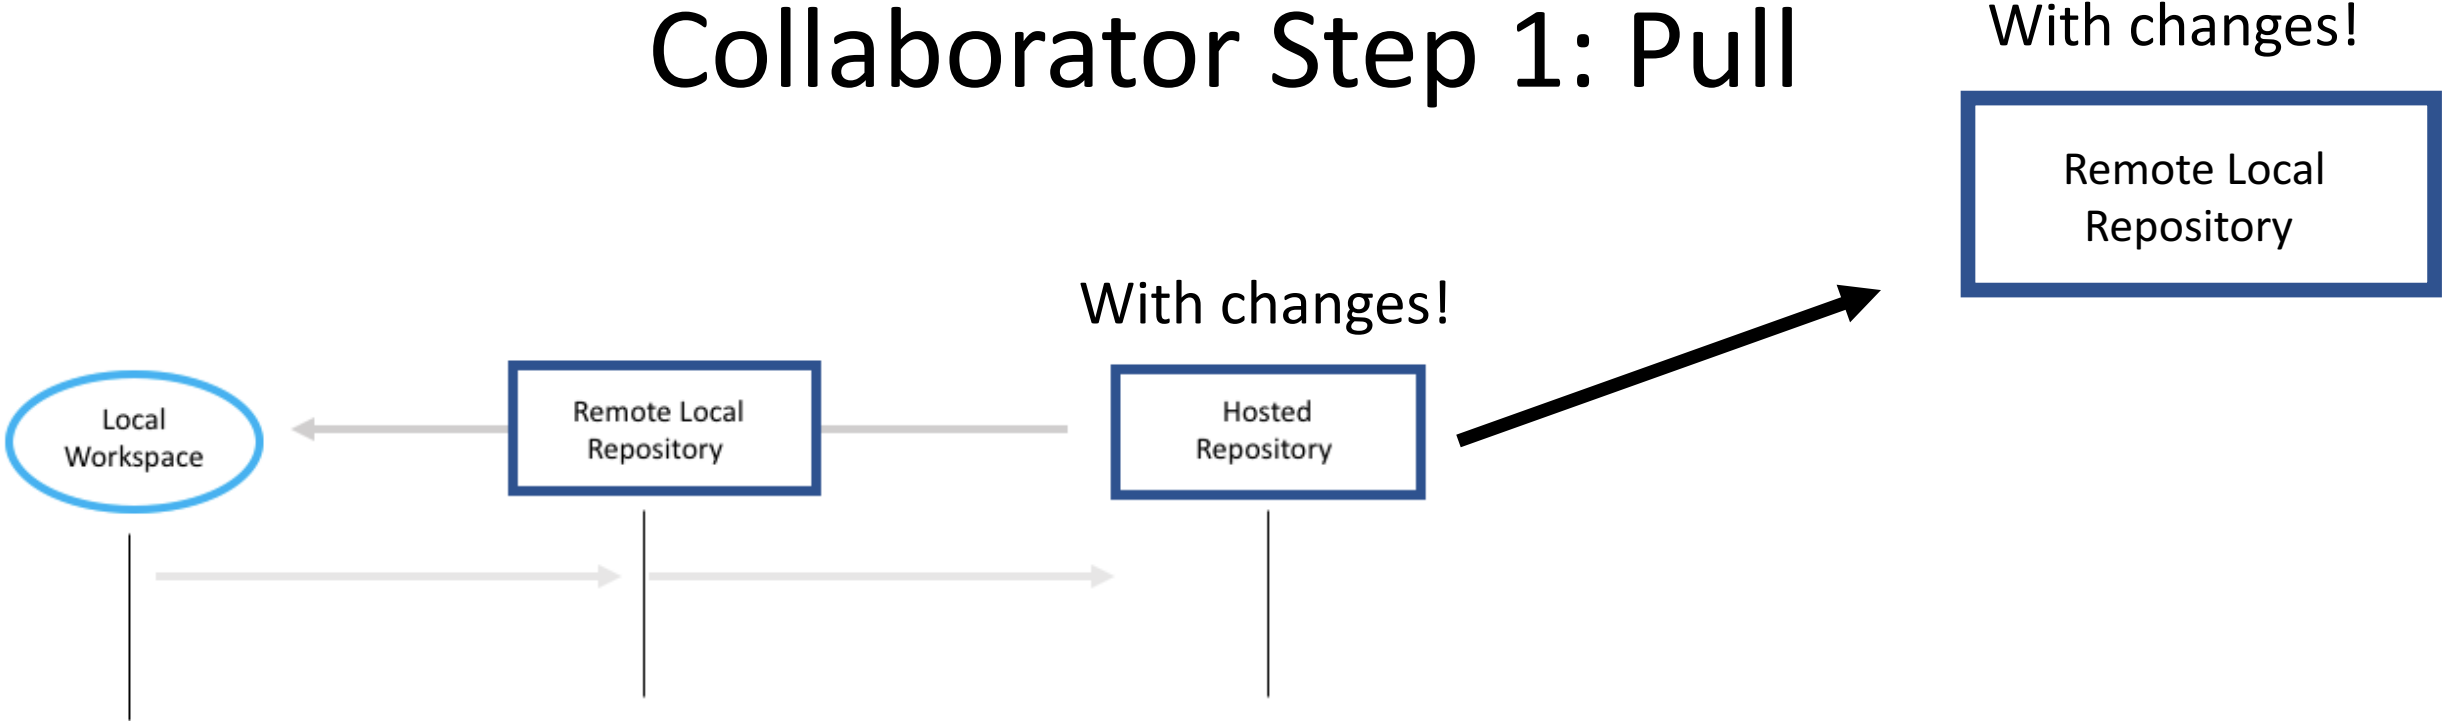 Collaborator Step 1: Pull
With changes!
Remote Local
Repository
With changes!
Local
Workspace
Remote Local
Repository
Hosted
Repository